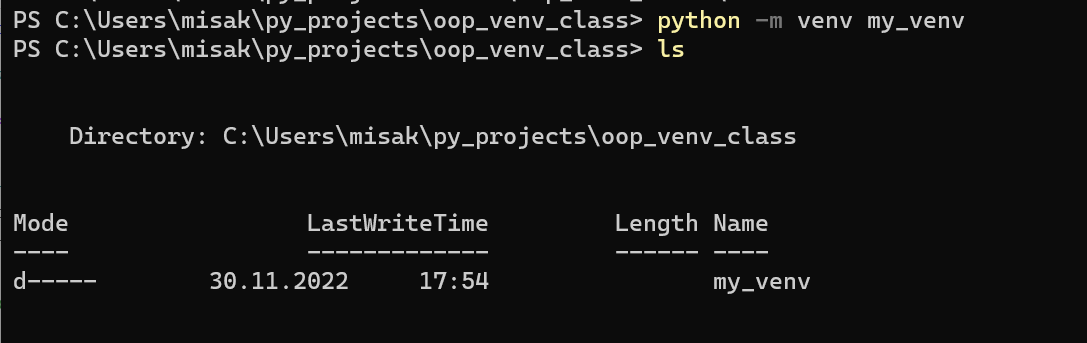 PS C:\Users\misak\py_projects\oop_venv_class> python -m venv my_venv
PS C:\Users\misak\py_projects\oop_venv_class> ls
Directory: C:\Users\misak\py_projects\oop_venv_class
Mode                 LastWriteTime         Length Name
----                 -------------         ------ ----
d-----        30.11.2022     17:54                my_venv